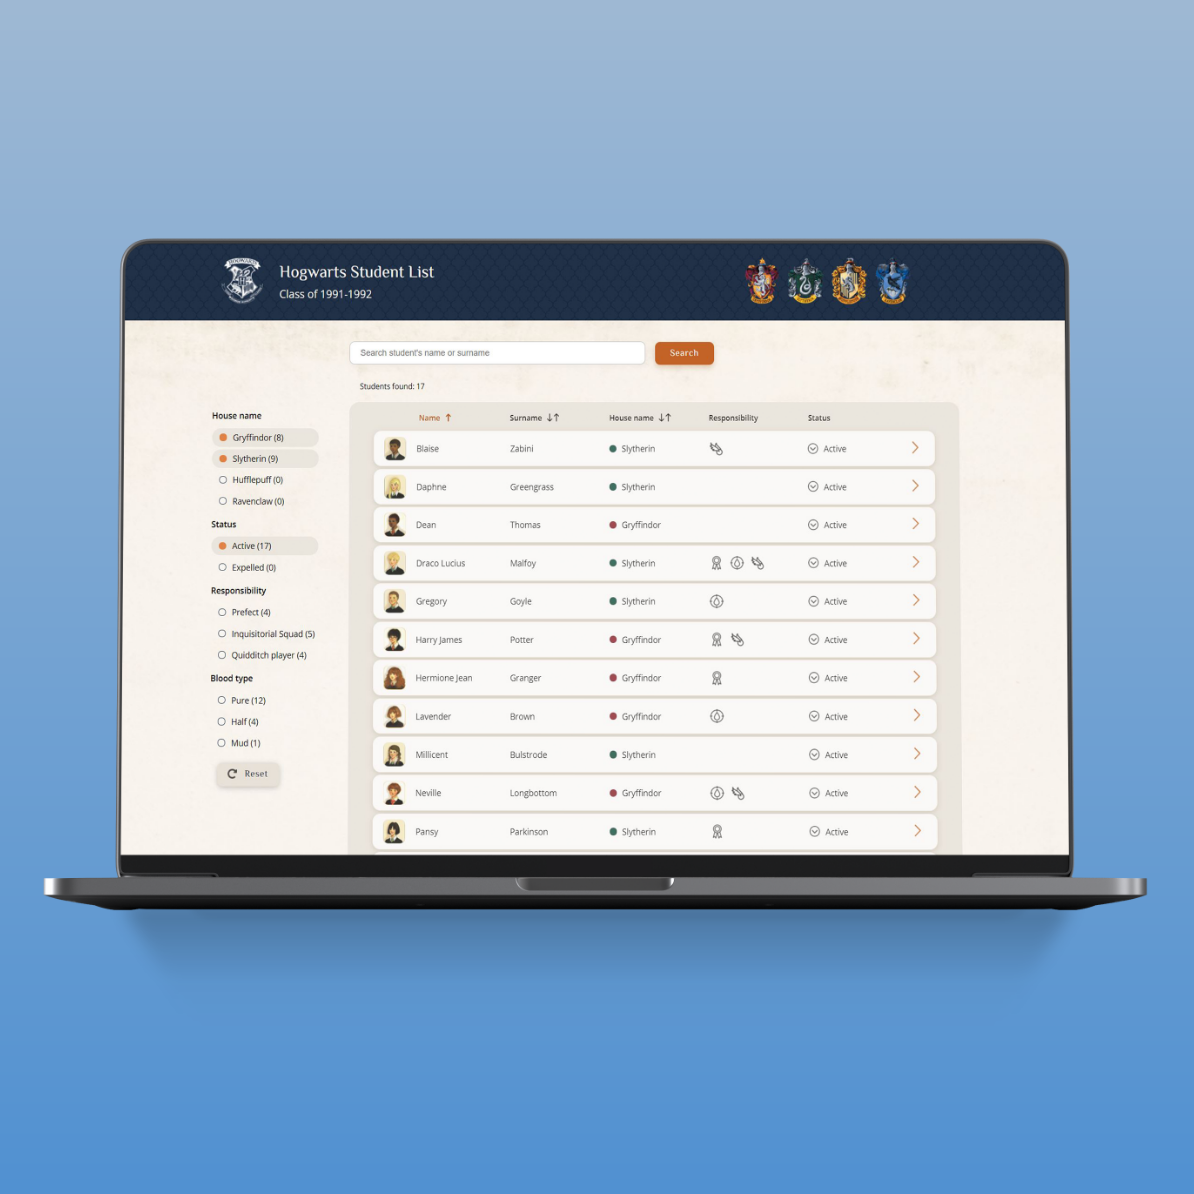 Hogwarts Student List
Class of 1991-1992
Search student's name or surname
Search
Students found: 17
House name
Gryffindor (8)
Slytherin (9)
Hufflepuff (0)
Ravenclaw (0)
Status
Active (17)
Expelled (0)
Responsibility
Prefect (4)
Inquisitorial Squad (5)
Quidditch player (4)
Blood type
Pure (12)
Half (4)
Mud (1)
Reset
Name Surname House name Responsibility Status
Blaise Zabini Slytherin Active
Daphne Greengrass Slytherin Active
Dean Thomas Gryffindor Active
Draco Lucius Malfoy Slytherin Active
Gregory Goyle Slytherin Active
Harry James Potter Gryffindor Active
Hermione Jean Granger Gryffindor Active
Lavender Brown Gryffindor Active
Millicent Bulstrode Slytherin Active
Neville Longbottom Gryffindor Active
Pansy Parkinson Slytherin Active